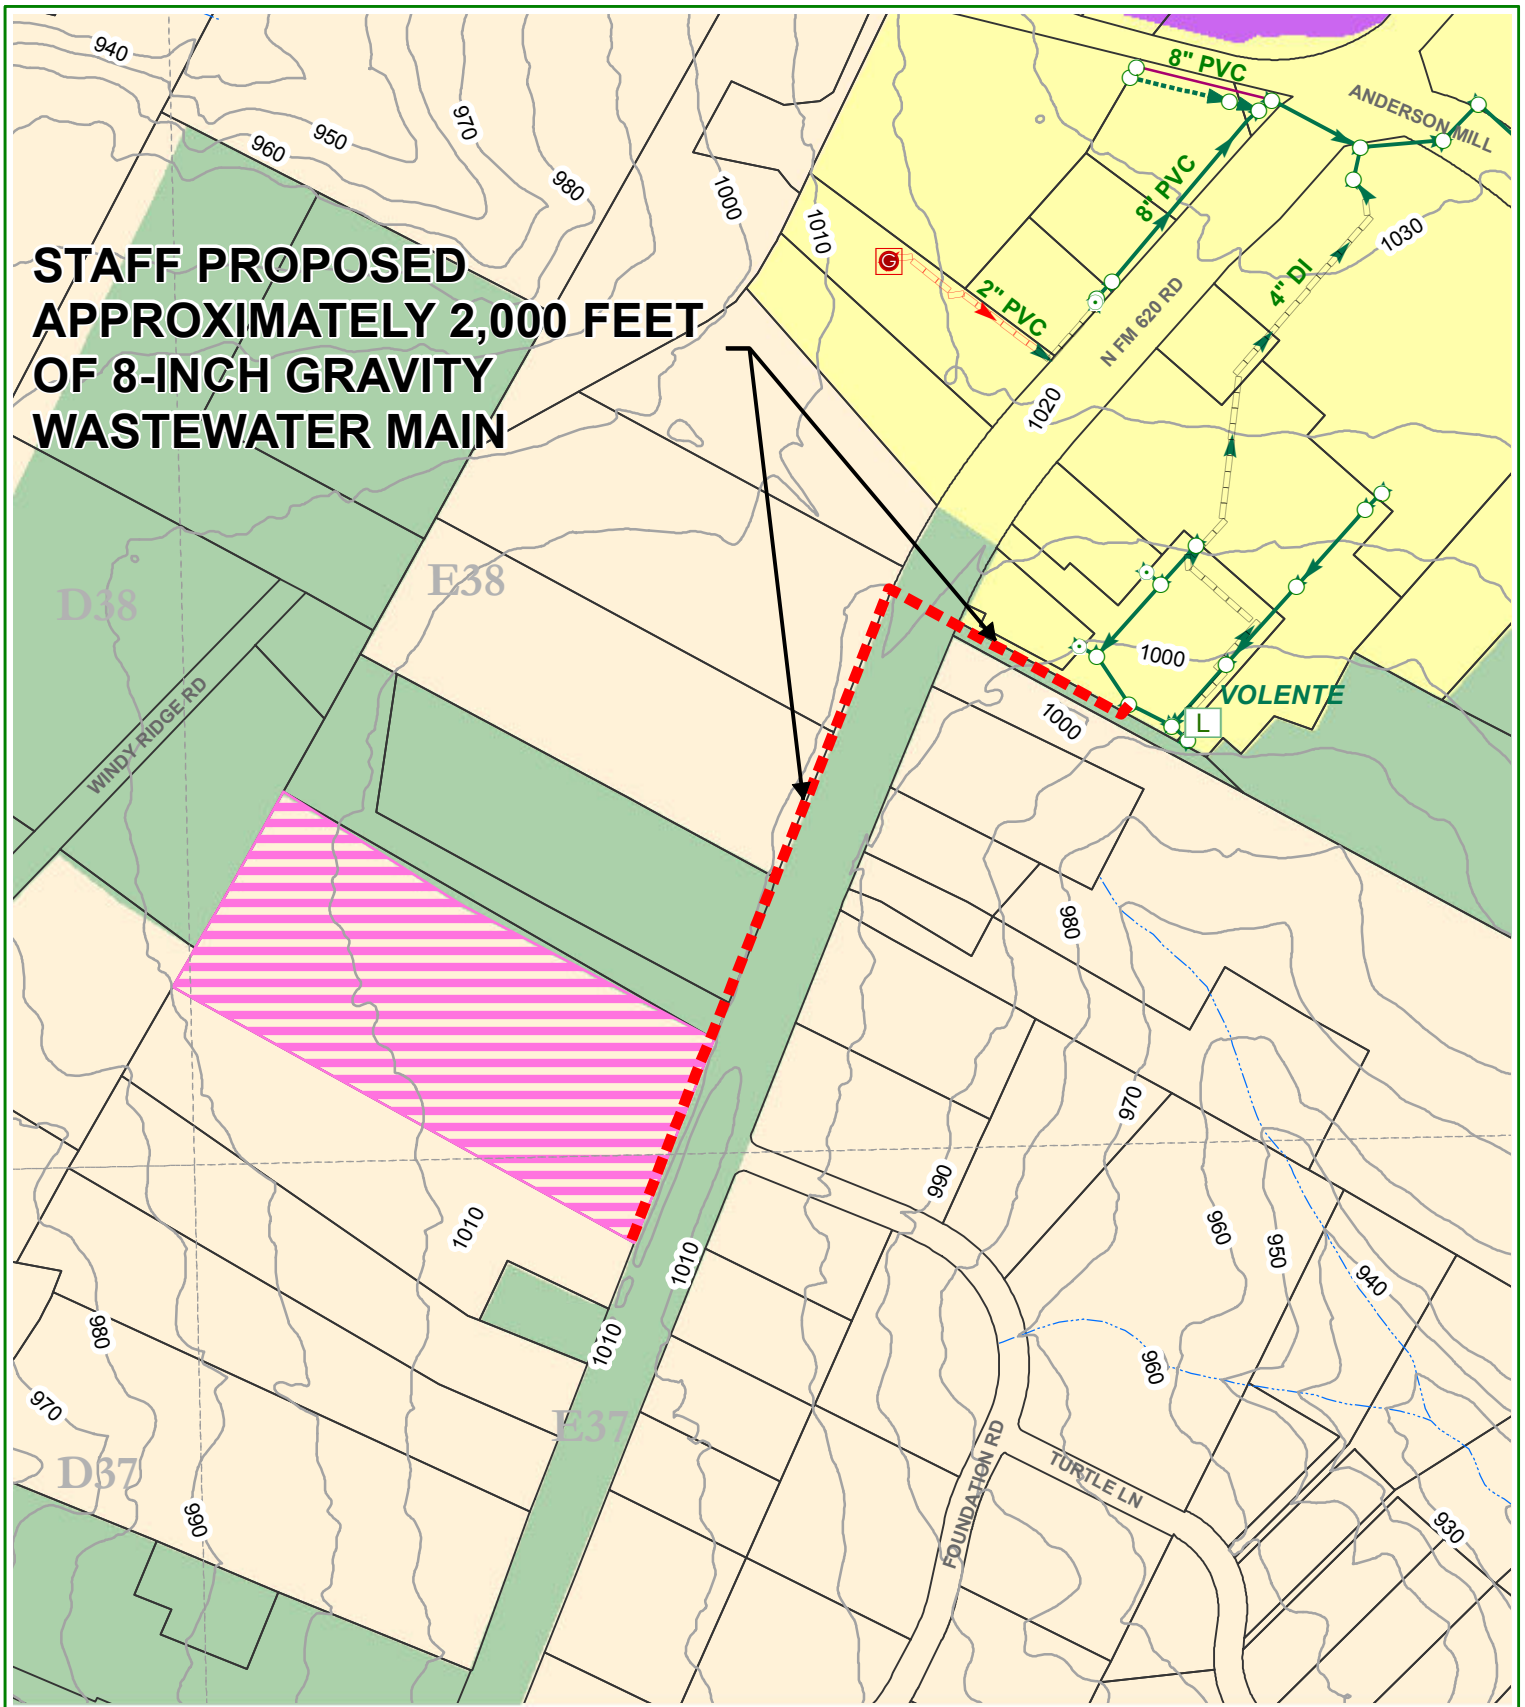 940
950
960
970
980
1000
1010
8" PVC
ANDERSON MILL
8" PVC
1030
4" DI
2" PVC
G
N FM 620 RD
1020
STAFF PROPOSED
APPROXIMATELY 2,000 FEET
OF 8-INCH GRAVITY
WASTEWATER MAIN
D38
E38
WINDY RIDGE RD
1000
VOLENTE
L
1000
980
970
990
960
950
940
960
1010
1010
1010
980
970
990
E37
D37
FOUNDATION RD
TURTLE LN
930